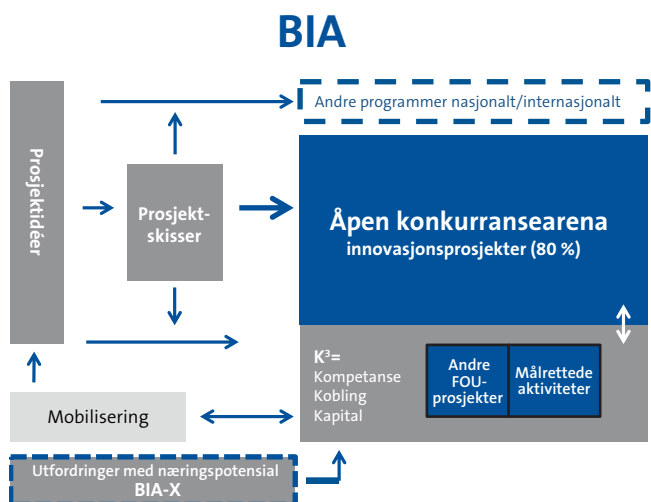 BIA
Andre programmer nasjonalt/internasjonalt
Prosjektidéer
Prosjekt-
skisser
Åpen konkurransearena
innovasjonsprosjekter (80 %)
K³=
Kompetanse
Kobling
Kapital
Andre
FOU-
prosjekter
Målrettede
aktiviteter
Mobilisering
Utfordringer med næringspotensial
BIA-X